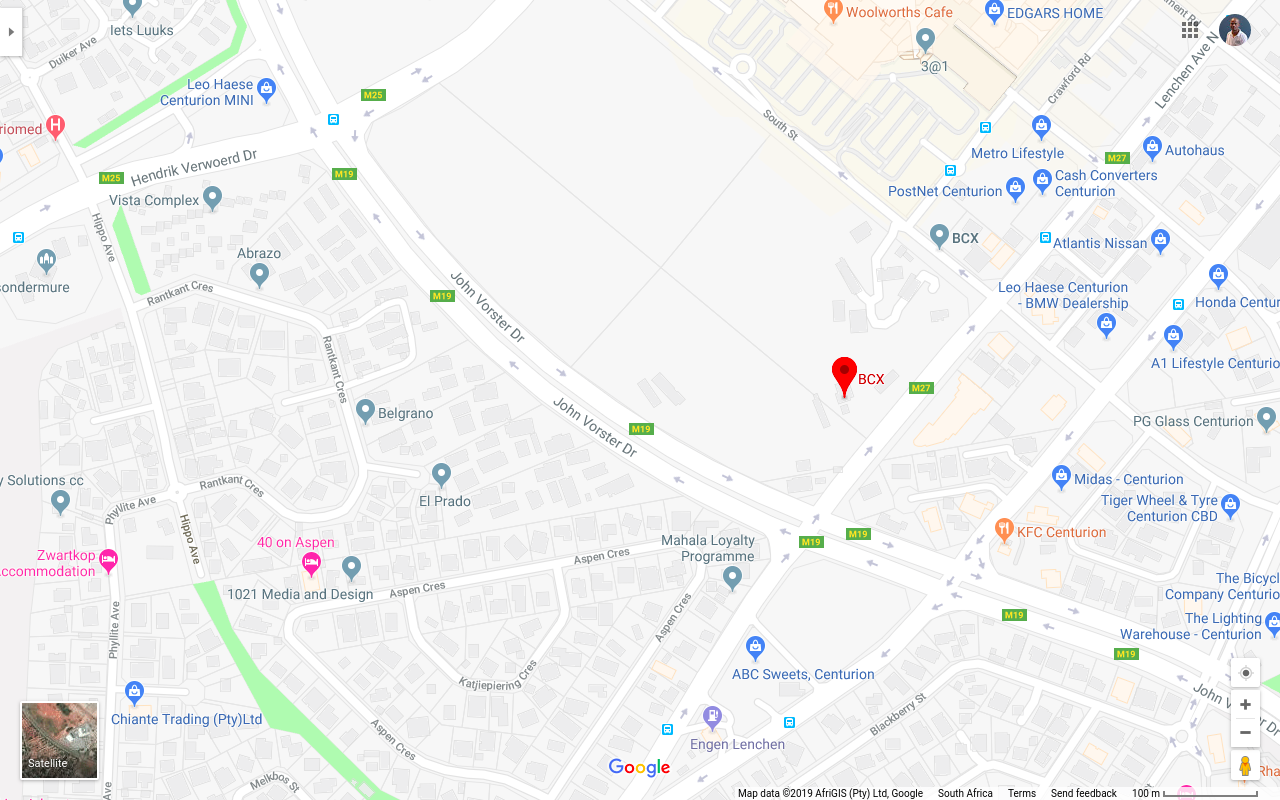 Iets Luuks
Duiker Ave
Woolworths Cafe
EDGARS HOME
3@1
Crawford Rd
Lenchen Ave N
Leo Haese
Centurion MINI
M25
South St
riomed
Hendrik Verwoerd Dr
M19
M25
Metro Lifestyle
M27
Autohaus
Cash Converters
Centurion
PostNet Centurion
Vista Complex
Hippo Ave
BCX
Atlantis Nissan
Abrazo
ondermure
Rantkant Cres
M19
John Vorster Dr
Leo Haese Centurion
- BMW Dealership
Honda Centur
Rantkant Cres
A1 Lifestyle Centurio
BCX
M27
Belgrano
John Vorster Dr
M19
PG Glass Centurion
y Solutions cc
Phyllite Ave
Rantkant Cres
El Prado
Midas - Centurion
Tiger Wheel & Tyre
Centurion CBD
Hippo Ave
40 on Aspen
Zwartkop
Accommodation
Mahala Loyalty
Programme
M19
M19
KFC Centurion
Aspen Cres
1021 Media and Design
Aspen Cres
The Bicycl
Company Centurio
M19
The Lighting
Warehouse - Centurion
Phyllite Ave
Aspen Cres
M19
ABC Sweets, Centurion
Katjiepiering Cres
John Vorster Dr
Chiante Trading (Pty)Ltd
Blackberry St
Aspen Cres
Engen Lenchen
Satellite
Melkbos St
Google
Rha
Map data ©2019 AfriGIS (Pty) Ltd, Google South Africa Terms Send feedback 100 m